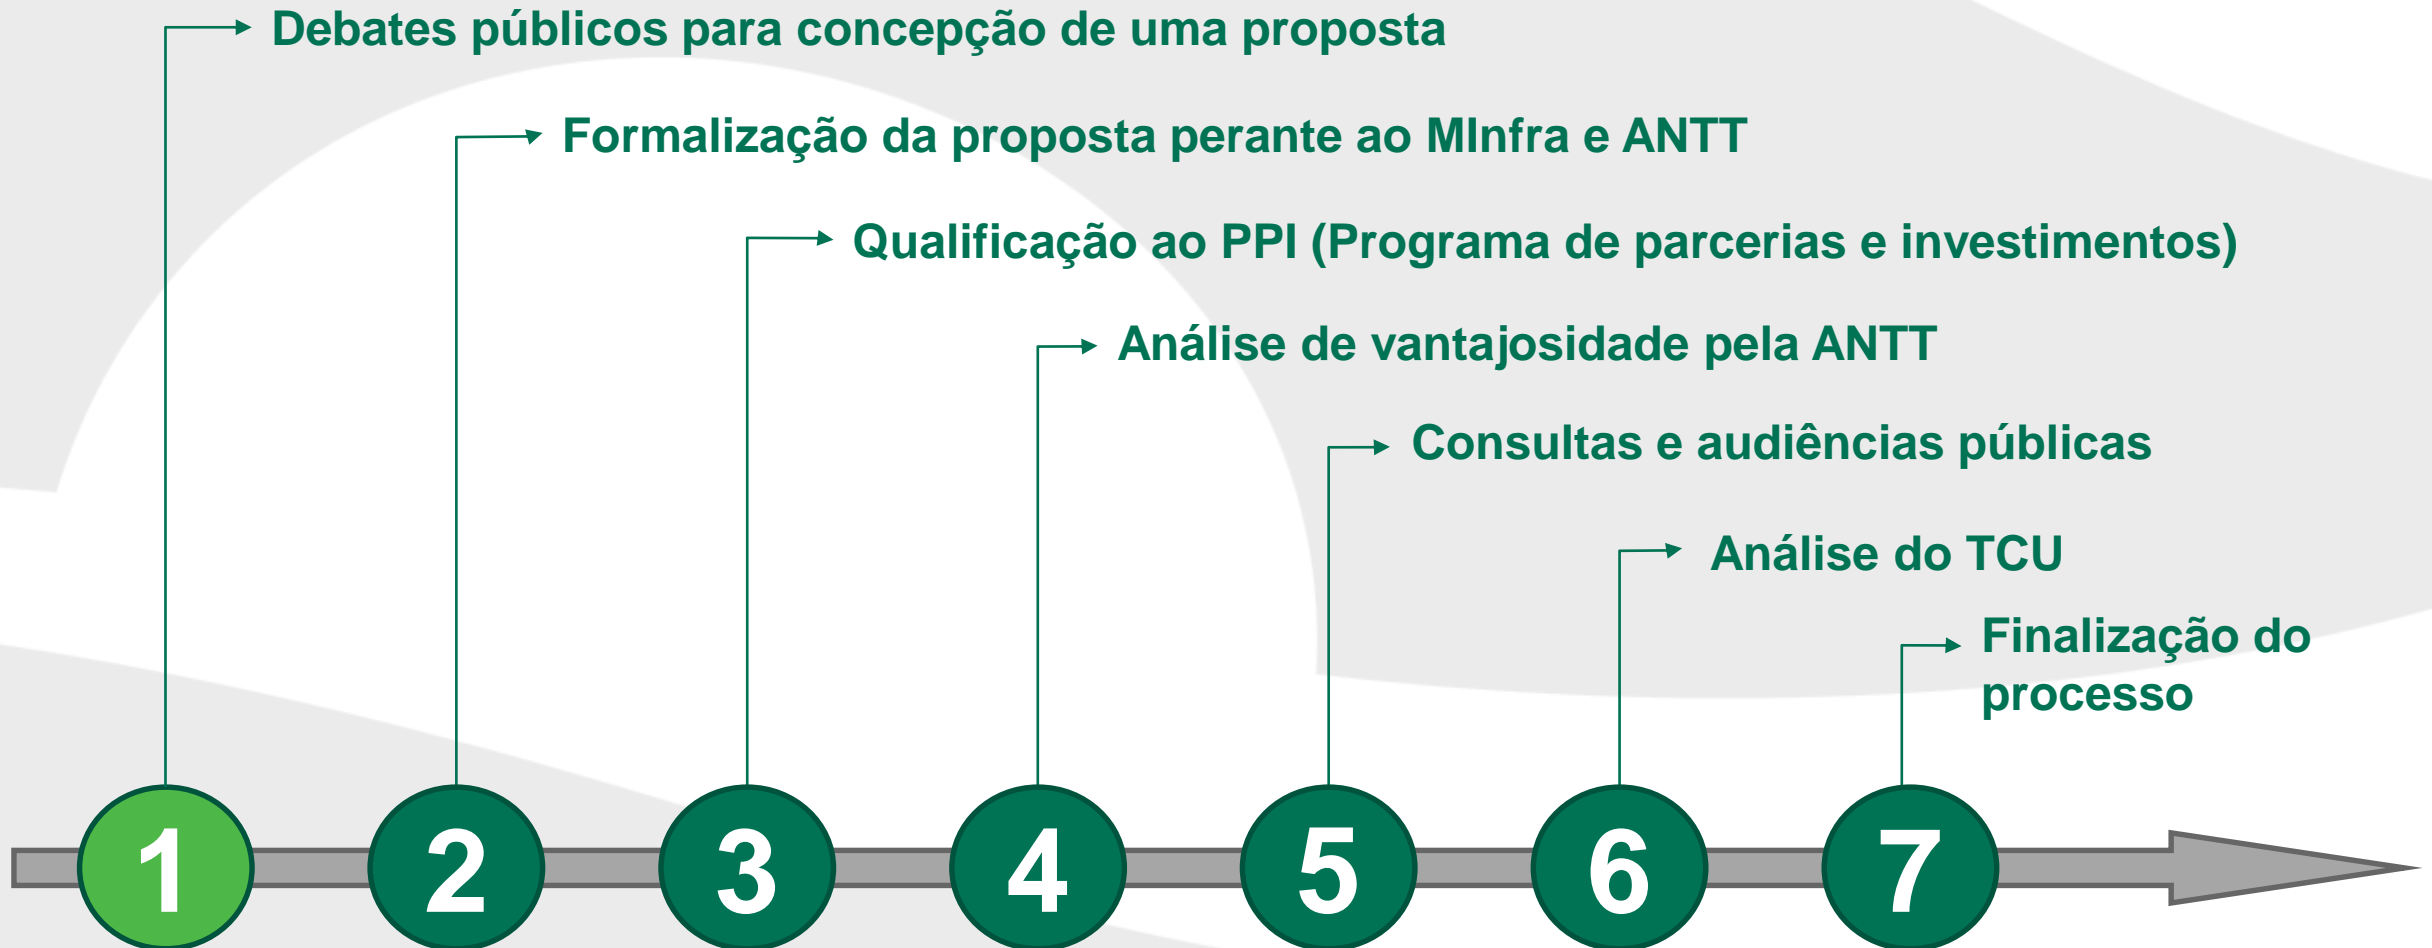 Debates públicos para concepção de uma proposta
Formalização da proposta perante ao MInfra e ANTT
Qualificação ao PPI (Programa de parcerias e investimentos)
Análise de vantajosidade pela ANTT
Consultas e audiências públicas
Análise do TCU
Finalização do
processo
1 2 3 4 5 6 7